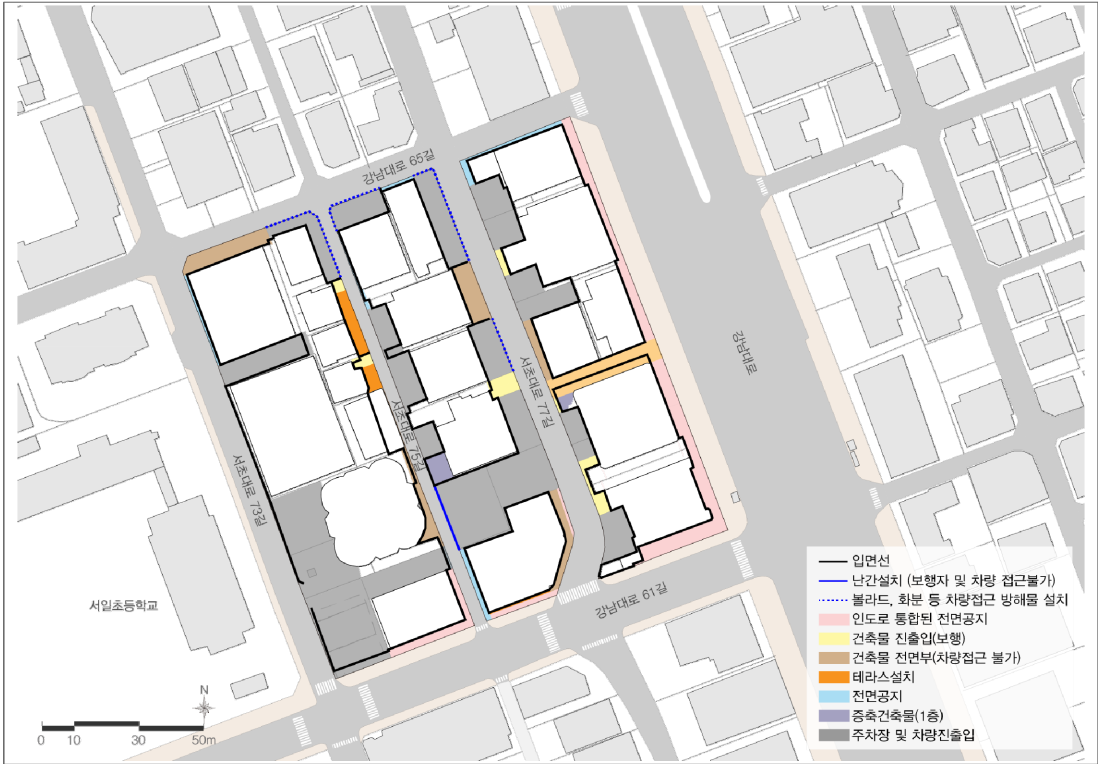 강남대로 65길
강남대로
서초대로 77길
서초대로 75길
서초대로 73길
서일초등학교
강남대로 61길
입면선
난간설치 (보행자 및 차량 접근불가)
볼라드, 화분 등 차량접근 방해물 설치
인도로 통합된 전면공지
건축물 진출입(보행)
건축물 전면부(차량접근 불가)
테라스설치
전면공지
증축건축물(1층)
주차장 및 차량진출입
N
0 10 30 50m